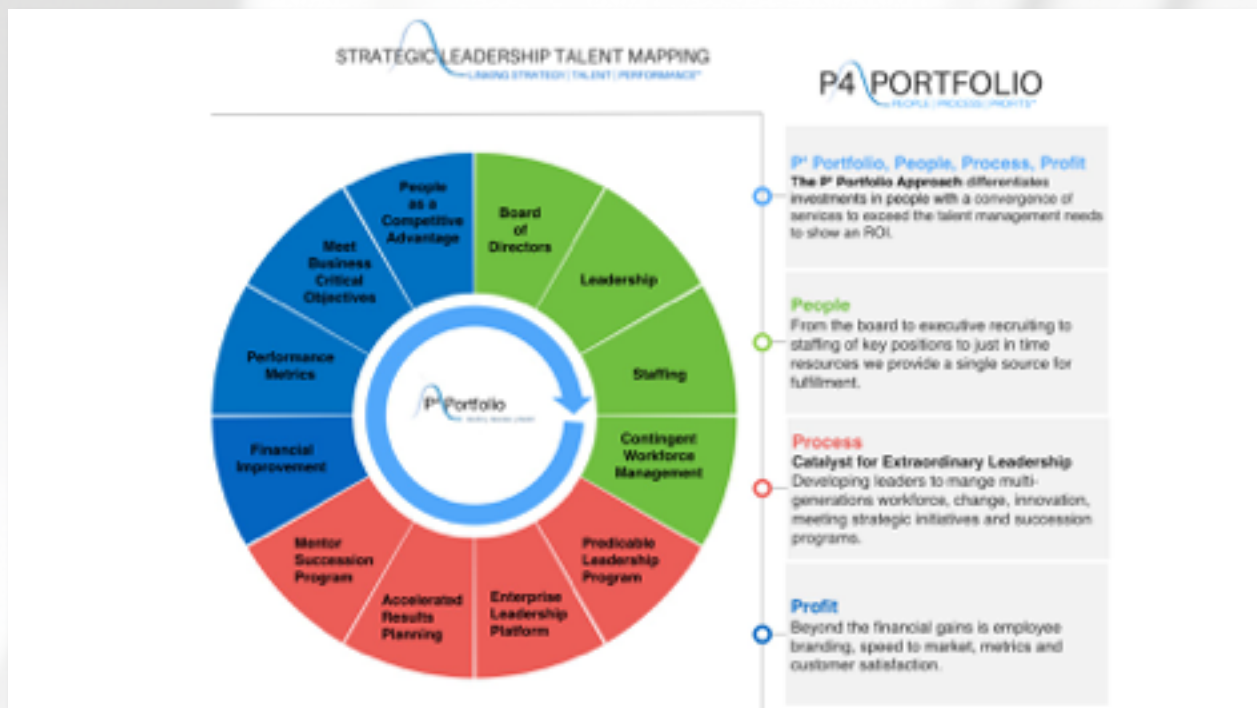 STRATEGIC LEADERSHIP TALENT MAPPING
LINKING STRATEGY | TALENT | PERFORMANCE™
P4 PORTFOLIO
PEOPLE | PROCESS | PROFITS™
People
as a
Competitive
Advantage
Board
of
Directors
Meet
Business
Critical
Objectives
Leadership
Performance
Metrics
Staffing
P⁴ Portfolio
Financial
Improvement
Contingent
Workforce
Management
Mentor
Succession
Program
Predicable
Leadership
Program
Accelerated
Results
Planning
Enterprise
Leadership
Platform
P⁴ Portfolio, People, Process, Profit
The P⁴ Portfolio Approach differentiates
investments in people with a convergence of
services to exceed the talent management needs
to show an ROI.
People
From the board to executive recruiting to
staffing of key positions to just in time
resources we provide a single source for
fulfillment.
Process
Catalyst for Extraordinary Leadership
Developing leaders to mange multi-
generations workforce, change, innovation,
meeting strategic initiatives and succession
programs.
Profit
Beyond the financial gains is employee
branding, speed to market, metrics and
customer satisfaction.